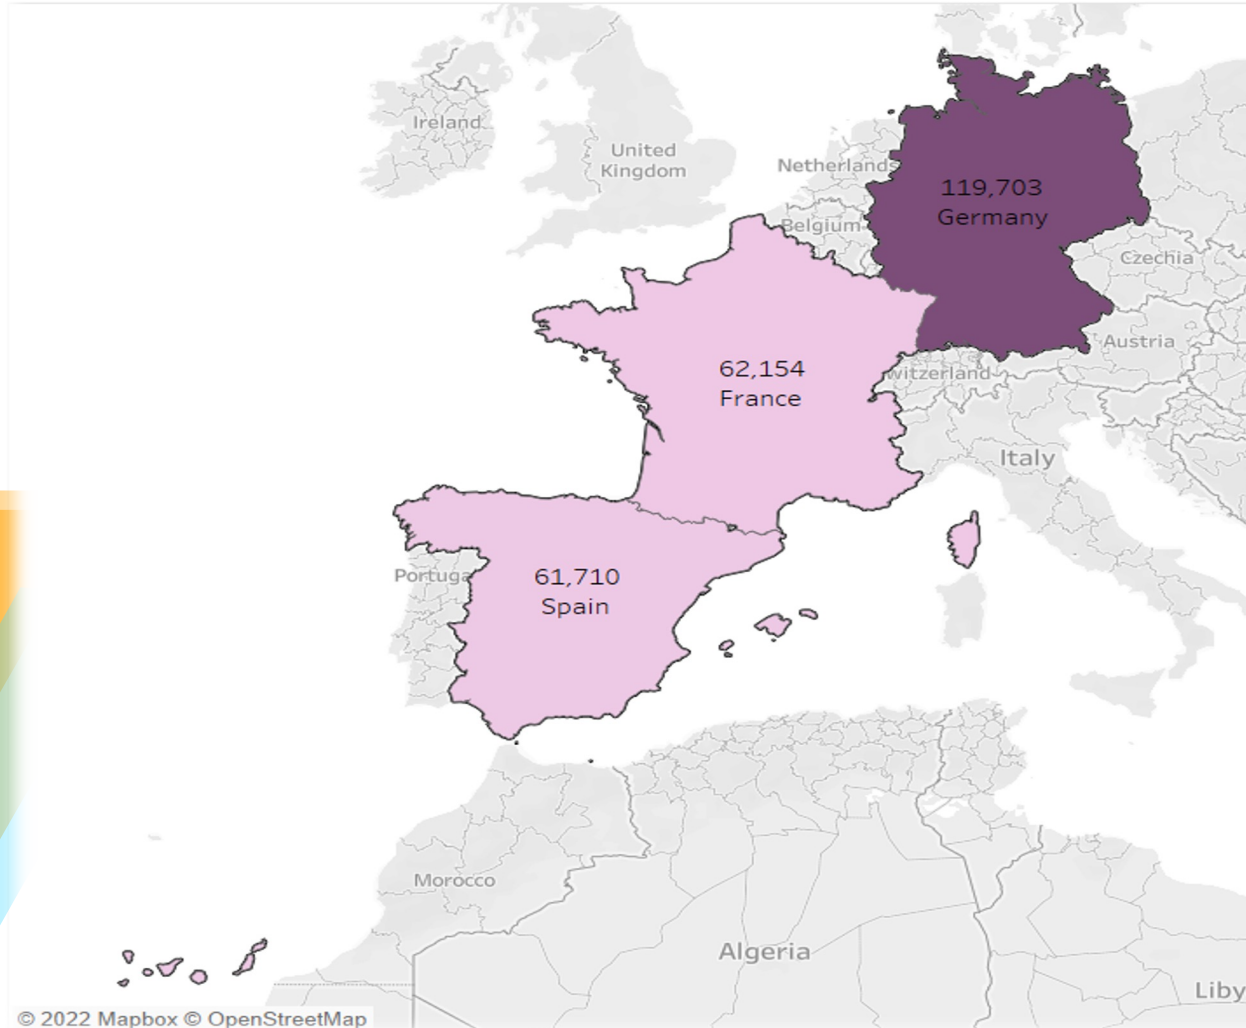 Ireland
United
Kingdom
Netherlands
119,703
Germany
Belgium
Czechia
Austria
62,154
France
witzerland
Italy
61,710
Spain
Portuga
Morocco
Algeria
Liby
© 2022 Mapbox © OpenStreetMap